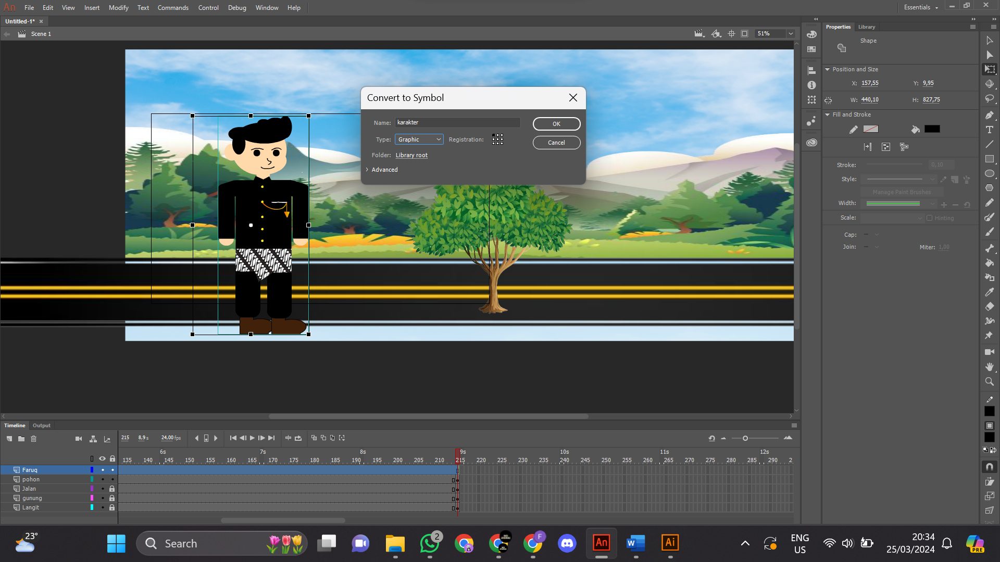 An File Edit View Insert Modify Text Commands Control Debug Window Help Essentials
Untitled-1* ×
Scene 1
51%
Properties Library
Shape
Position and Size
X: 157,55 Y: 9,95
W: 440,10 H: 827,75
Fill and Stroke
Stroke: 0,10
Style:
Manage Paint Brushes
Width:
Scale: Hinting
Cap:
Join: Miter: 1,00
Convert to Symbol
Name: karakter
OK
Type: Graphic Registration:
Cancel
Folder: Library root
Advanced
Timeline Output
215 8,9 s 24,00 fps
6s 7s 8s 9s 10s 11s 12s
135 140 145 150 155 160 165 170 175 180 185 190 195 200 205 210 215 220 225 230 235 240 245 250 255 260 265 270 275 280 285 290 2
Faruq
pohon
Jalan
gunung
Langit
23°
Search
2
F
An
W
Ai
ENG
US
20:34
25/03/2024
PRE